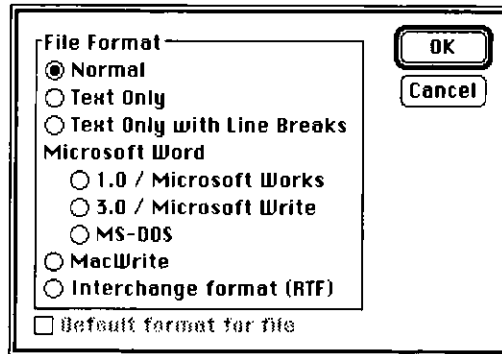 File Format
Normal
Text Only
Text Only with Line Breaks
Microsoft Word
1.0 / Microsoft Works
3.0 / Microsoft Write
MS-DOS
MacWrite
Interchange format (RTF)
Default format for file
OK
Cancel